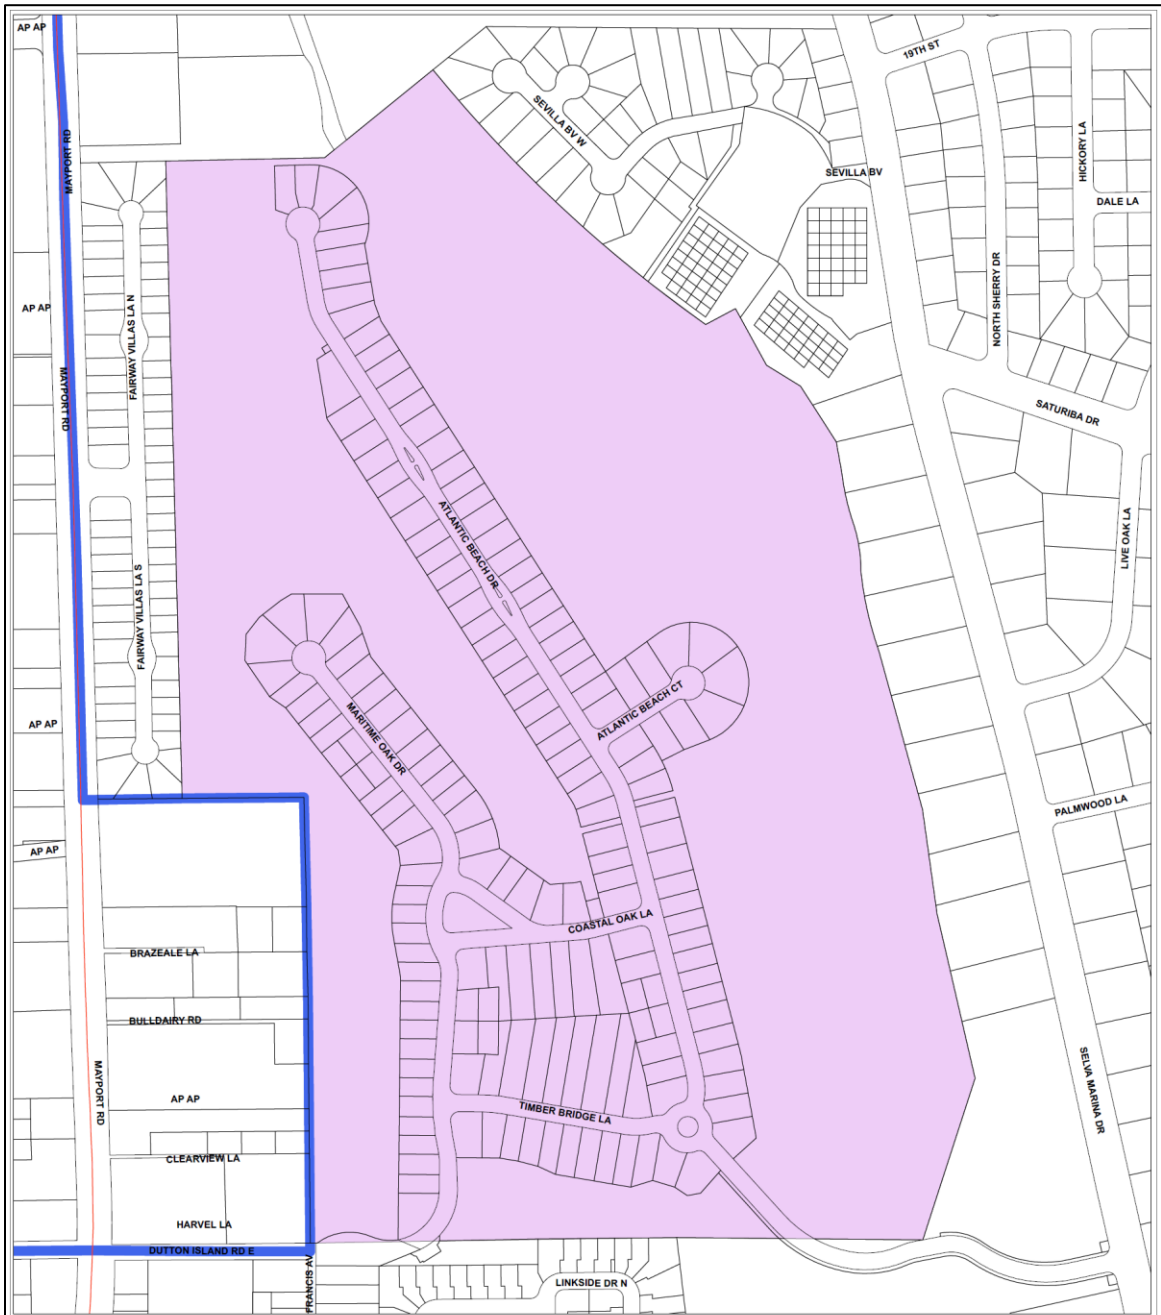 AP AP
19TH ST
SEVILLA BV W
MAYPORT RD
HICKORY LA
SEVILLA BV
DALE LA
NORTH SHERRY DR
AP AP
FAIRWAY VILLAS LA N
MAYPORT RD
SATURIBA DR
LIVE OAK LA
ATLANTIC BEACH DR
FAIRWAY VILLAS LA S
ATLANTIC BEACH CT
MARITIME OAK DR
AP AP
PALMWOOD LA
AP AP
COASTAL OAK LA
BRAZEALE LA
BULLDAIRY RD
MAYPORT RD
SELVA MARINA DR
AP AP
TIMBER BRIDGE LA
CLEARVIEW LA
HARVEL LA
DUTTON ISLAND RD E
FRANCIS AV
LINKSIDE DR N